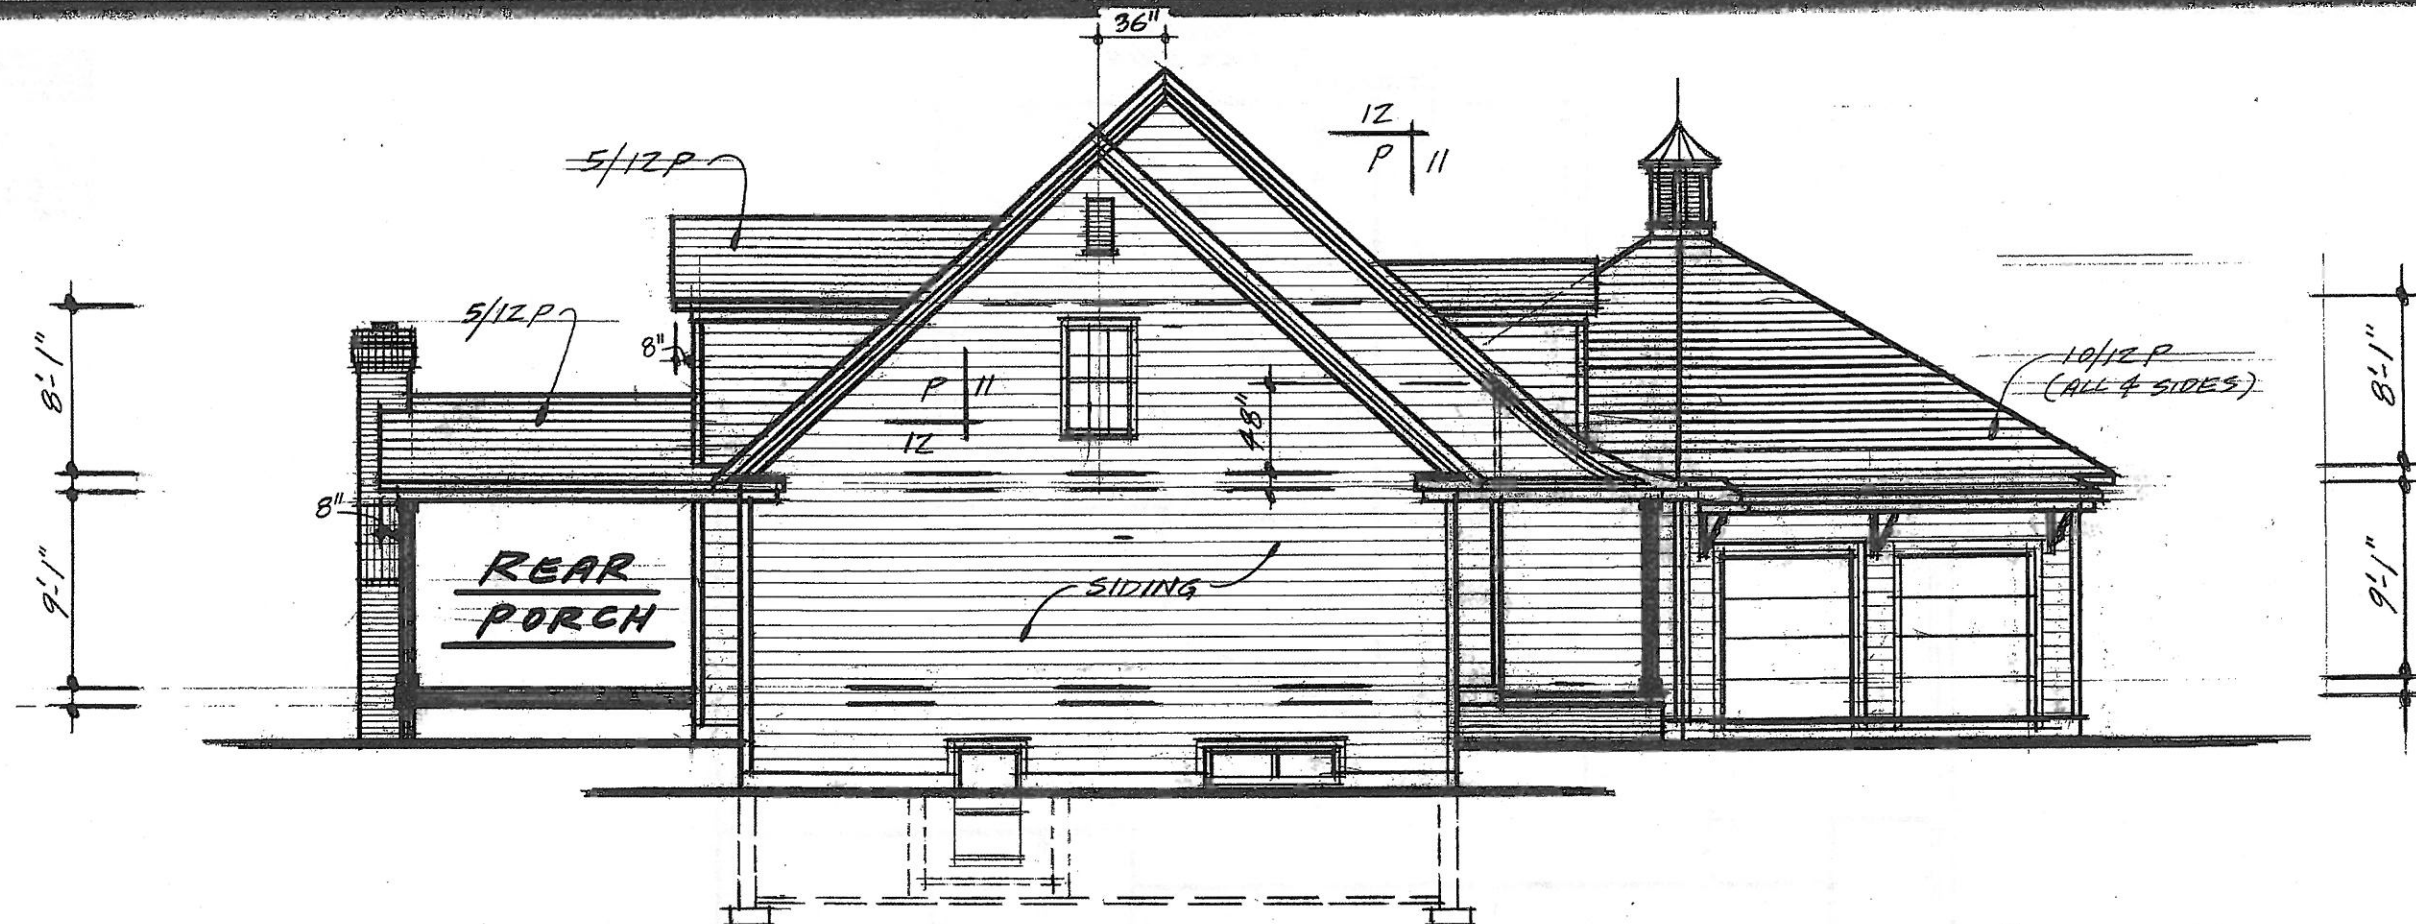 36"
12
P 11
5/12P
5/12P
8"
8'-1"
8'-1"
10/12 P
(ALL 4 SIDES)
P 11
12
48"
8"
9'-1"
9'-1"
REAR
PORCH
SIDING